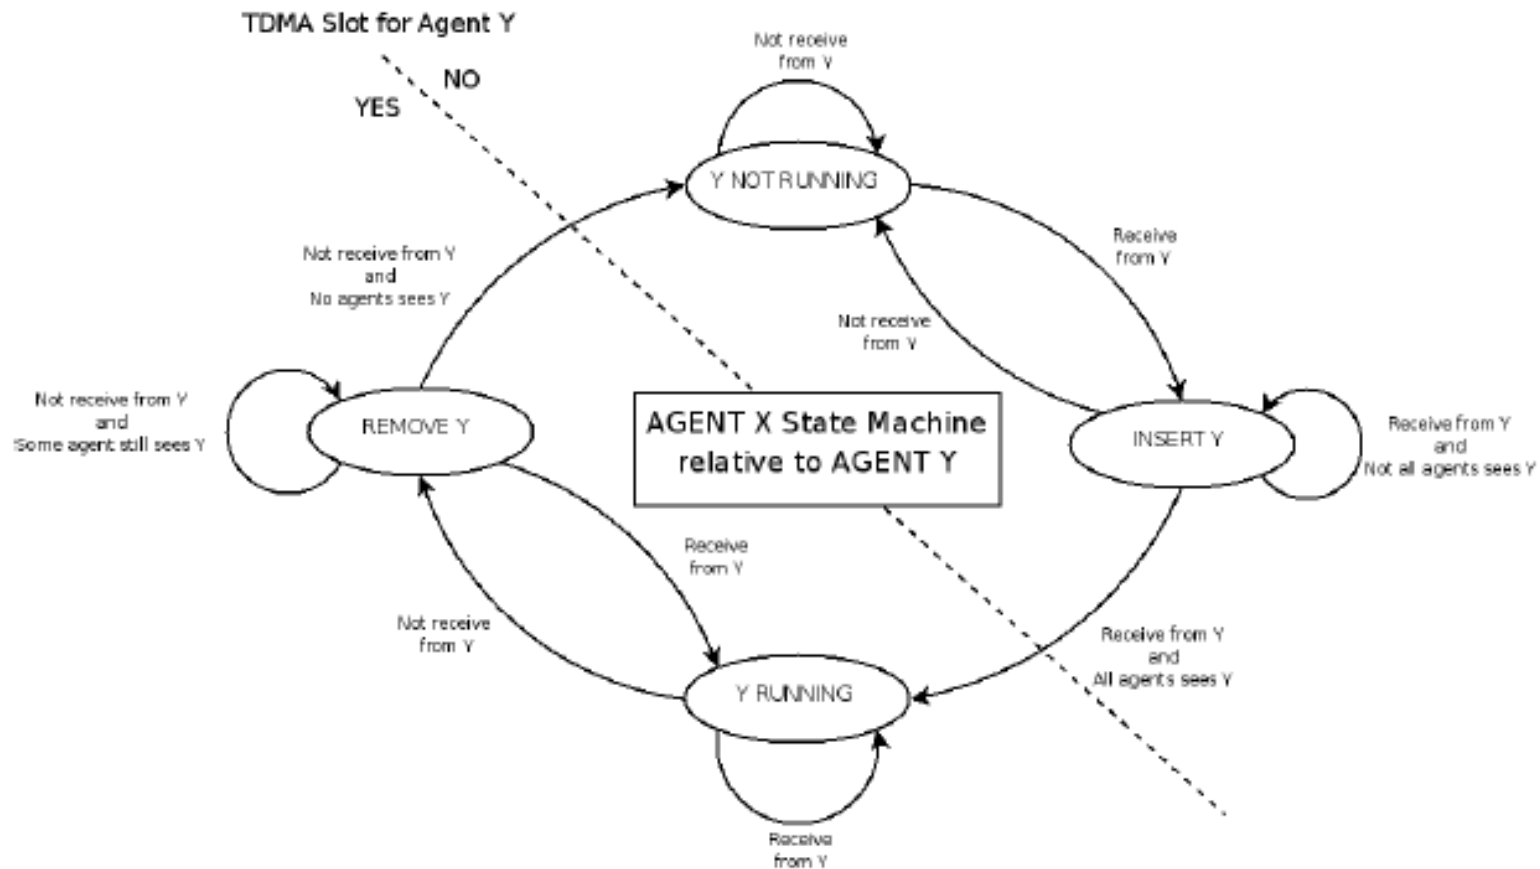 TDMA Slot for Agent Y
NO
YES
Not receive
from Y
Y NOT RUNNING
Receive
from Y
Not receive from Y
and
No agents sees Y
Not receive
from Y
Not receive from Y
and
Some agent still sees Y
REMOVE Y
AGENT X State Machine
relative to AGENT Y
INSERT Y
Receive from Y
and
Not all agents sees Y
Receive
from Y
Not receive
from Y
Receive from Y
and
All agents sees Y
Y RUNNING
Receive
from Y